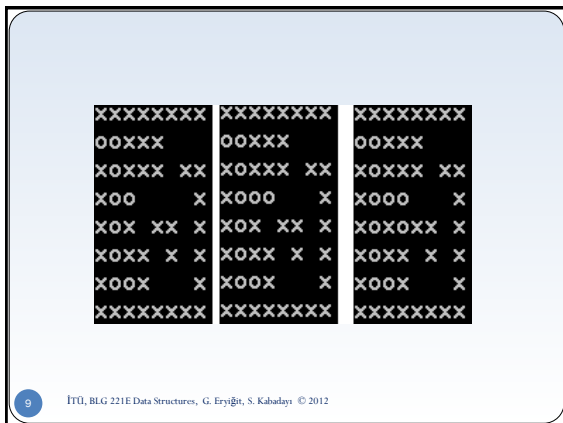 xxxxxxxx
ooxxx
xoxxx xx
xoo    x
xox xx x
xoxx x x
xoox   x
xxxxxxxx
xxxxxxxx
ooxxx
xoxxx xx
xooo   x
xox xx x
xoxx x x
xoox   x
xxxxxxxx
xxxxxxxx
ooxxx
xoxxx xx
xooo   x
xoxoxx x
xoxx x x
xoox   x
xxxxxxxx
9 İTÜ, BLG 221E Data Structures, G. Eryiğit, S. Kabadayı © 2012